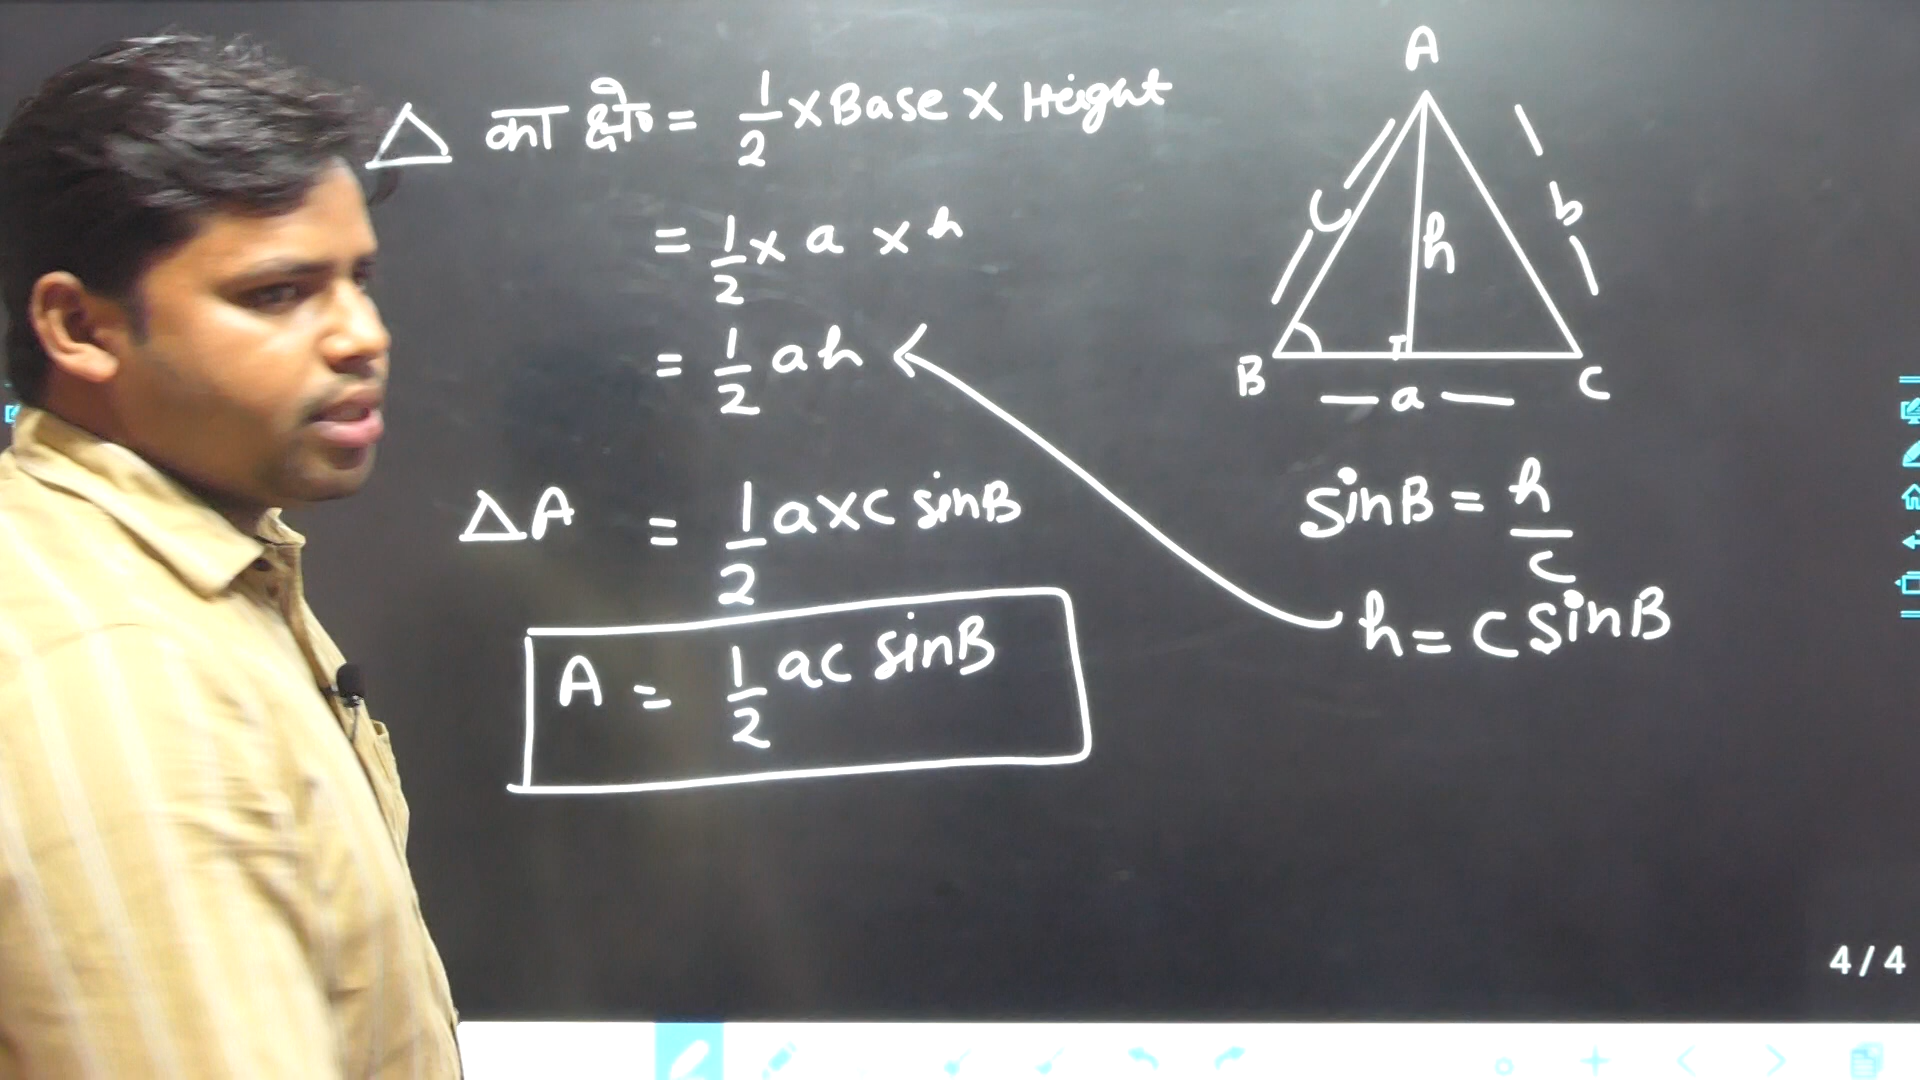 △ का क्षे० = 1/2 × Base × Height
= 1/2 × a × h
= 1/2 ah
△A = 1/2 a×c sinB
A = 1/2 ac sinB
A
c
b
h
B
C
a
sinB = h/c
h = c sinB
4/4